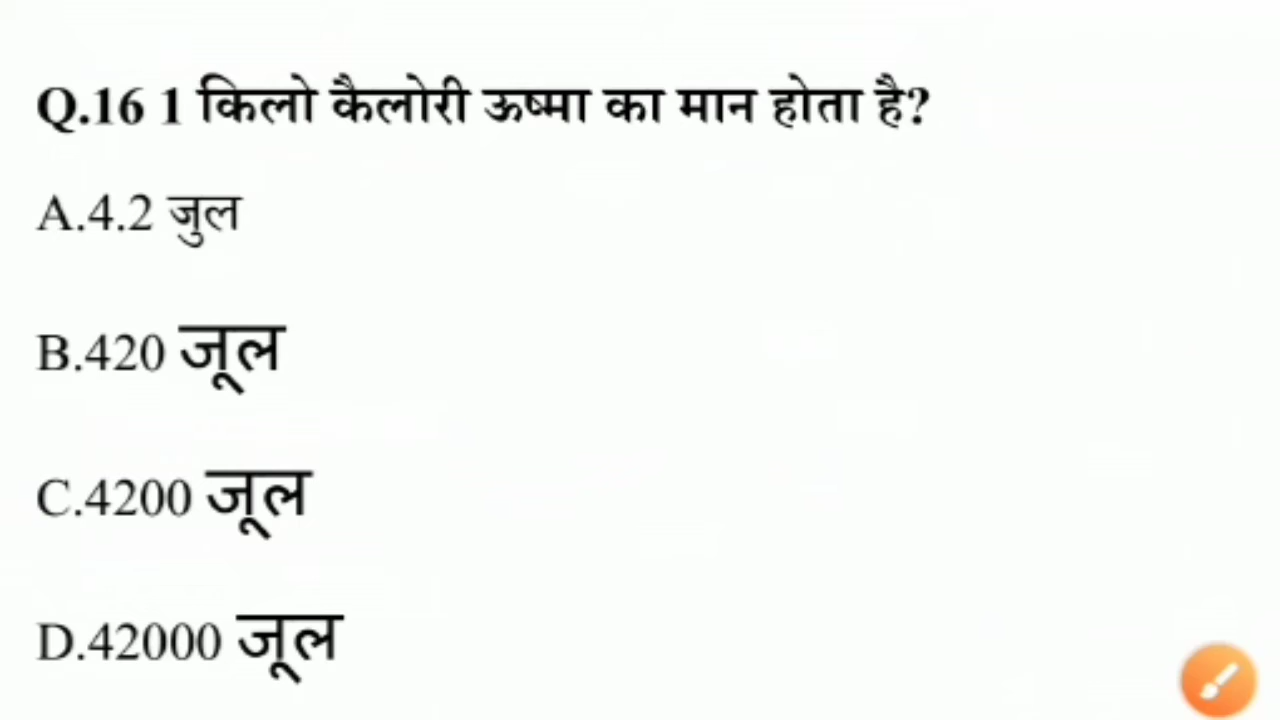 Q.16 1 किलो कैलोरी ऊष्मा का मान होता है?
A.4.2 जुल
B.420 जूल
C.4200 जूल
D.42000 जूल